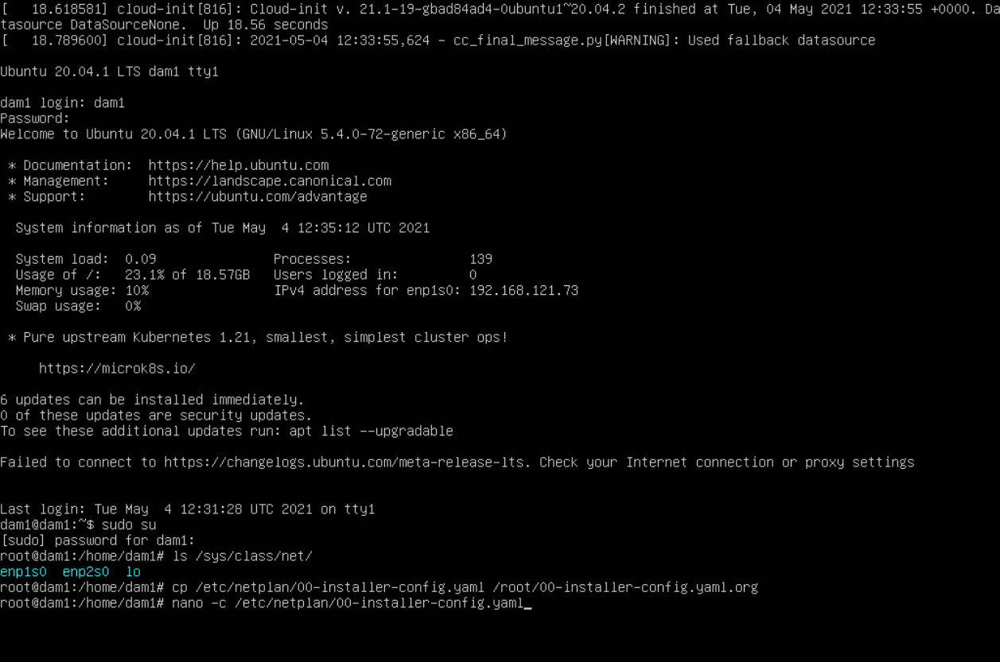 [   18.618581] cloud-init[816]: Cloud-init v. 21.1-19-gbad84ad4-0ubuntu1~20.04.2 finished at Tue, 04 May 2021 12:33:55 +0000. Da
tasource DataSourceNone.  Up 18.56 seconds
[   18.789600] cloud-init[816]: 2021-05-04 12:33:55,624 - cc_final_message.py[WARNING]: Used fallback datasource
Ubuntu 20.04.1 LTS dam1 tty1
dam1 login: dam1
Password:
Welcome to Ubuntu 20.04.1 LTS (GNU/Linux 5.4.0-72-generic x86_64)
 * Documentation:  https://help.ubuntu.com
 * Management:     https://landscape.canonical.com
 * Support:        https://ubuntu.com/advantage
  System information as of Tue May  4 12:35:12 UTC 2021
  System load:  0.09               Processes:               139
  Usage of /:   23.1% of 18.57GB   Users logged in:         0
  Memory usage: 10%                IPv4 address for enp1s0: 192.168.121.73
  Swap usage:   0%
 * Pure upstream Kubernetes 1.21, smallest, simplest cluster ops!
     https://microk8s.io/
6 updates can be installed immediately.
0 of these updates are security updates.
To see these additional updates run: apt list --upgradable
Failed to connect to https://changelogs.ubuntu.com/meta-release-lts. Check your Internet connection or proxy settings
Last login: Tue May  4 12:31:28 UTC 2021 on tty1
dam1@dam1:~$ sudo su
[sudo] password for dam1:
root@dam1:/home/dam1# ls /sys/class/net/
enp1s0  enp2s0  lo
root@dam1:/home/dam1# cp /etc/netplan/00-installer-config.yaml /root/00-installer-config.yaml.org
root@dam1:/home/dam1# nano -c /etc/netplan/00-installer-config.yaml_